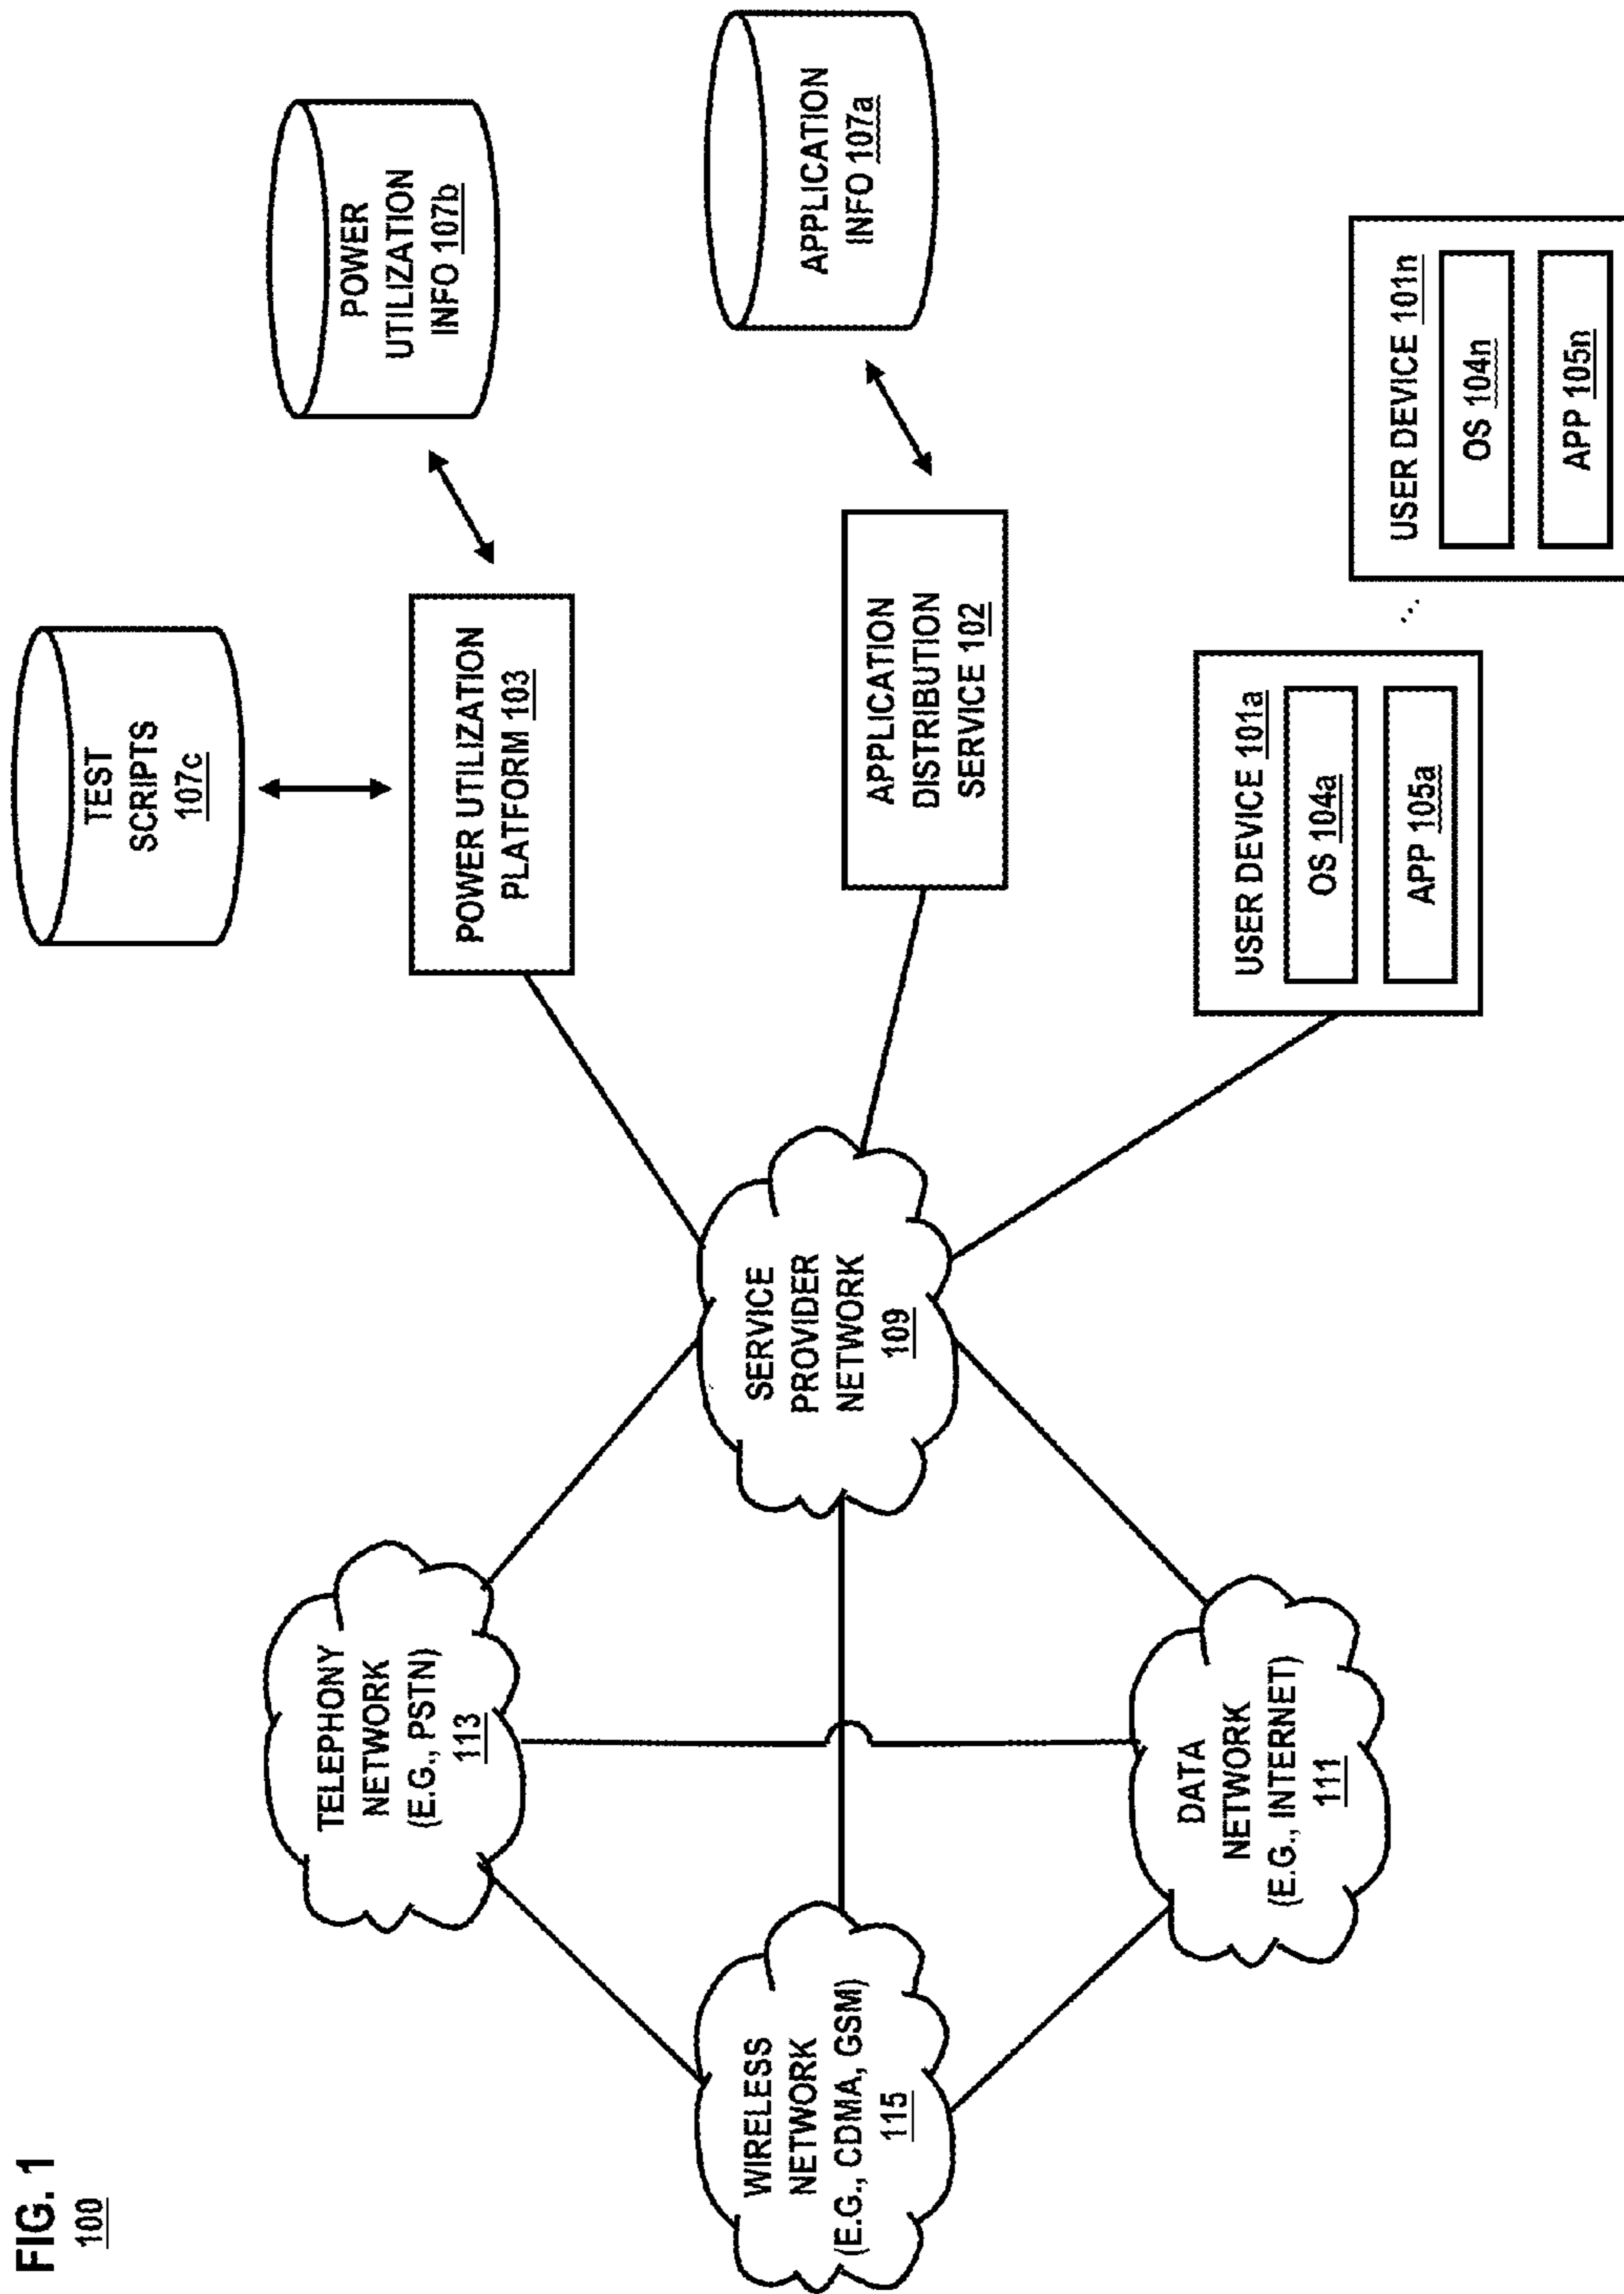 FIG. 1
100
TEST
SCRIPTS
107c
POWER
UTILIZATION
INFO 107b
POWER UTILIZATION
PLATFORM 103
APPLICATION
INFO 107a
APPLICATION
DISTRIBUTION
SERVICE 102
TELEPHONY
NETWORK
(E.G., PSTN)
113
WIRELESS
NETWORK
(E.G., CDMA, GSM)
115
SERVICE
PROVIDER
NETWORK
109
DATA
NETWORK
(E.G., INTERNET)
111
USER DEVICE 101a
OS 104a
APP 105a
...
USER DEVICE 101n
OS 104n
APP 105n